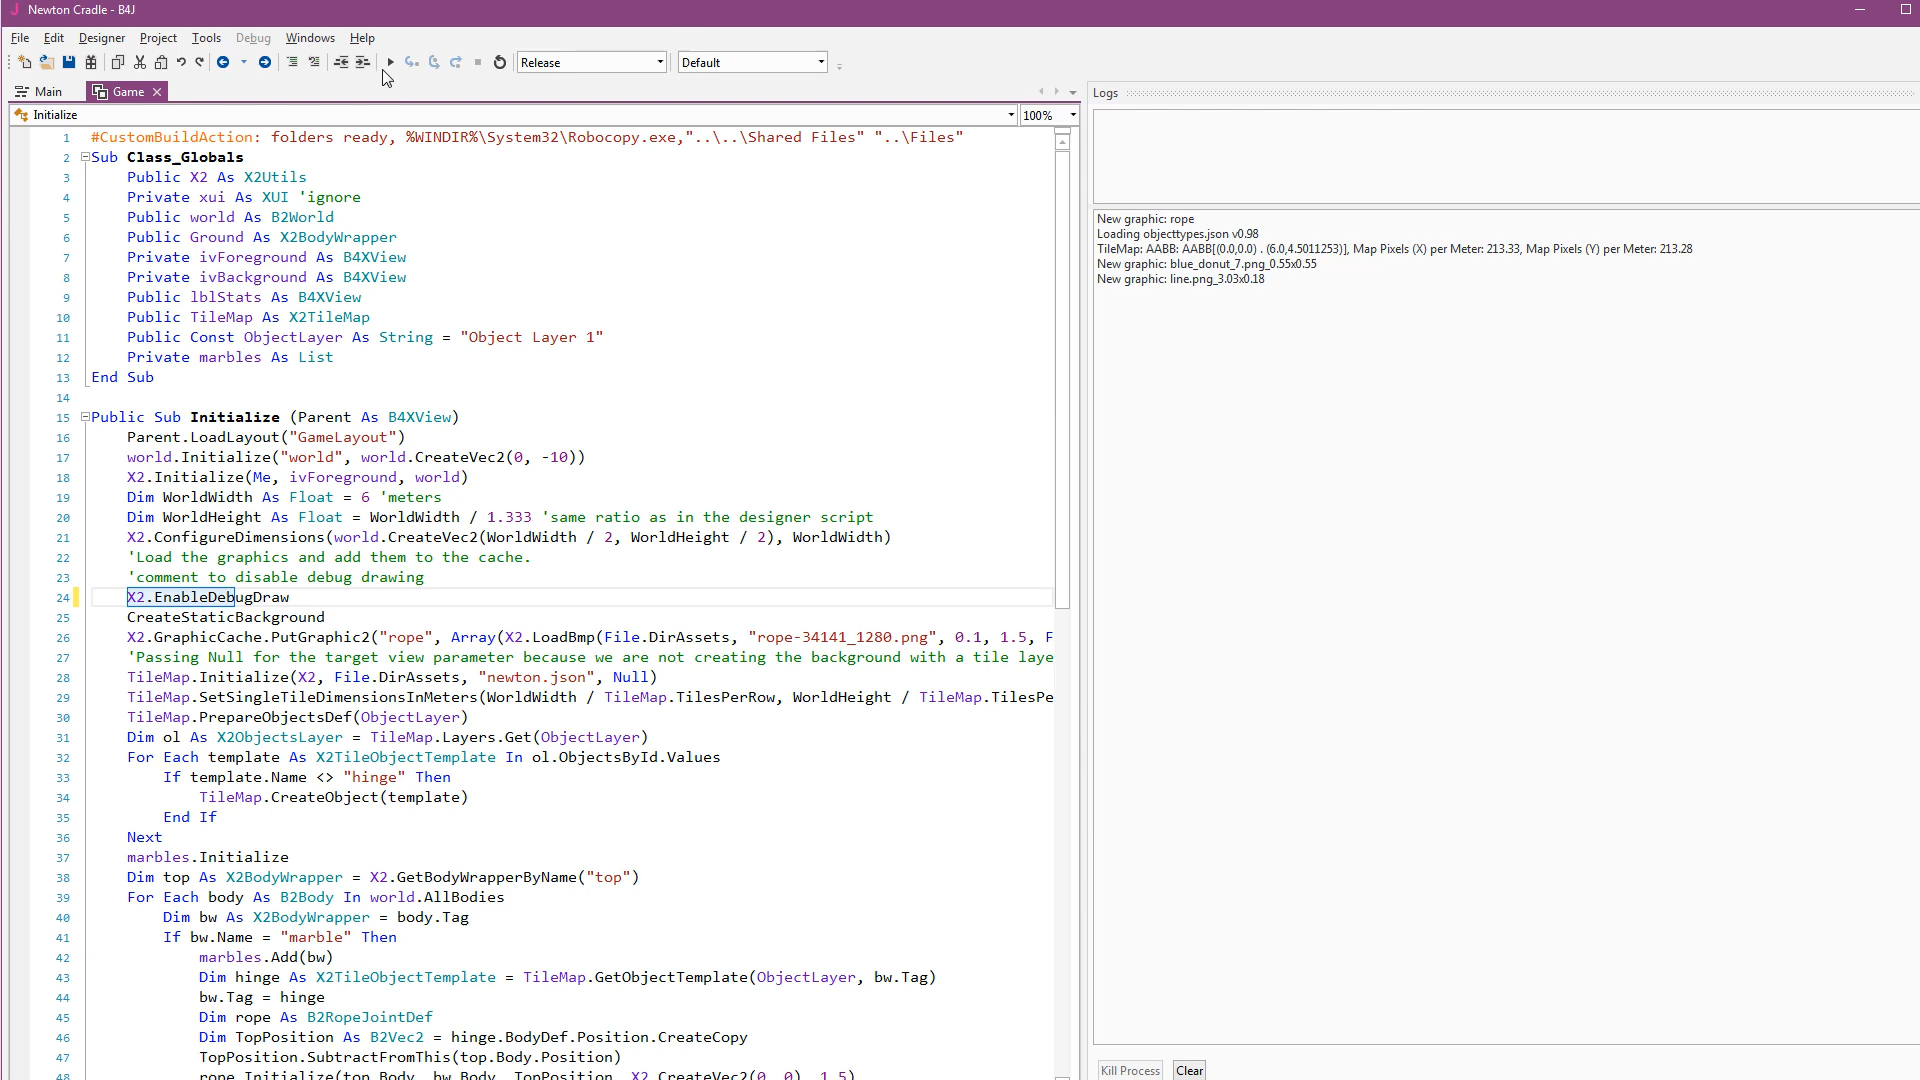 Newton Cradle - B4J
File Edit Designer Project Tools Debug Windows Help
Release Default
Main Game
Initialize 100%
1 #CustomBuildAction: folders ready, %WINDIR%\System32\Robocopy.exe,"..\..\Shared Files" "..\Files"
2 Sub Class_Globals
3 Public X2 As X2Utils
4 Private xui As XUI 'ignore
5 Public world As B2World
6 Public Ground As X2BodyWrapper
7 Private ivForeground As B4XView
8 Private ivBackground As B4XView
9 Public lblStats As B4XView
10 Public TileMap As X2TileMap
11 Public Const ObjectLayer As String = "Object Layer 1"
12 Private marbles As List
13 End Sub
14
15 Public Sub Initialize (Parent As B4XView)
16 Parent.LoadLayout("GameLayout")
17 world.Initialize("world", world.CreateVec2(0, -10))
18 X2.Initialize(Me, ivForeground, world)
19 Dim WorldWidth As Float = 6 'meters
20 Dim WorldHeight As Float = WorldWidth / 1.333 'same ratio as in the designer script
21 X2.ConfigureDimensions(world.CreateVec2(WorldWidth / 2, WorldHeight / 2), WorldWidth)
22 'Load the graphics and add them to the cache.
23 'comment to disable debug drawing
24 X2.EnableDebugDraw
25 CreateStaticBackground
26 X2.GraphicCache.PutGraphic2("rope", Array(X2.LoadBmp(File.DirAssets, "rope-34141_1280.png", 0.1, 1.5, F
27 'Passing Null for the target view parameter because we are not creating the background with a tile laye
28 TileMap.Initialize(X2, File.DirAssets, "newton.json", Null)
29 TileMap.SetSingleTileDimensionsInMeters(WorldWidth / TileMap.TilesPerRow, WorldHeight / TileMap.TilesPe
30 TileMap.PrepareObjectsDef(ObjectLayer)
31 Dim ol As X2ObjectsLayer = TileMap.Layers.Get(ObjectLayer)
32 For Each template As X2TileObjectTemplate In ol.ObjectsById.Values
33 If template.Name <> "hinge" Then
34 TileMap.CreateObject(template)
35 End If
36 Next
37 marbles.Initialize
38 Dim top As X2BodyWrapper = X2.GetBodyWrapperByName("top")
39 For Each body As B2Body In world.AllBodies
40 Dim bw As X2BodyWrapper = body.Tag
41 If bw.Name = "marble" Then
42 marbles.Add(bw)
43 Dim hinge As X2TileObjectTemplate = TileMap.GetObjectTemplate(ObjectLayer, bw.Tag)
44 bw.Tag = hinge
45 Dim rope As B2RopeJointDef
46 Dim TopPosition As B2Vec2 = hinge.BodyDef.Position.CreateCopy
47 TopPosition.SubtractFromThis(top.Body.Position)
48 rope.Initialize(top.Body, bw.Body, TopPosition, X2.CreateVec2(0, 0), 1.5)
Logs
New graphic: rope
Loading objecttypes.json v0.98
TileMap: AABB: AABB[(0.0,0.0) . (6.0,4.5011253)], Map Pixels (X) per Meter: 213.33, Map Pixels (Y) per Meter: 213.28
New graphic: blue_donut_7.png_0.55x0.55
New graphic: line.png_3.03x0.18
Kill Process Clear